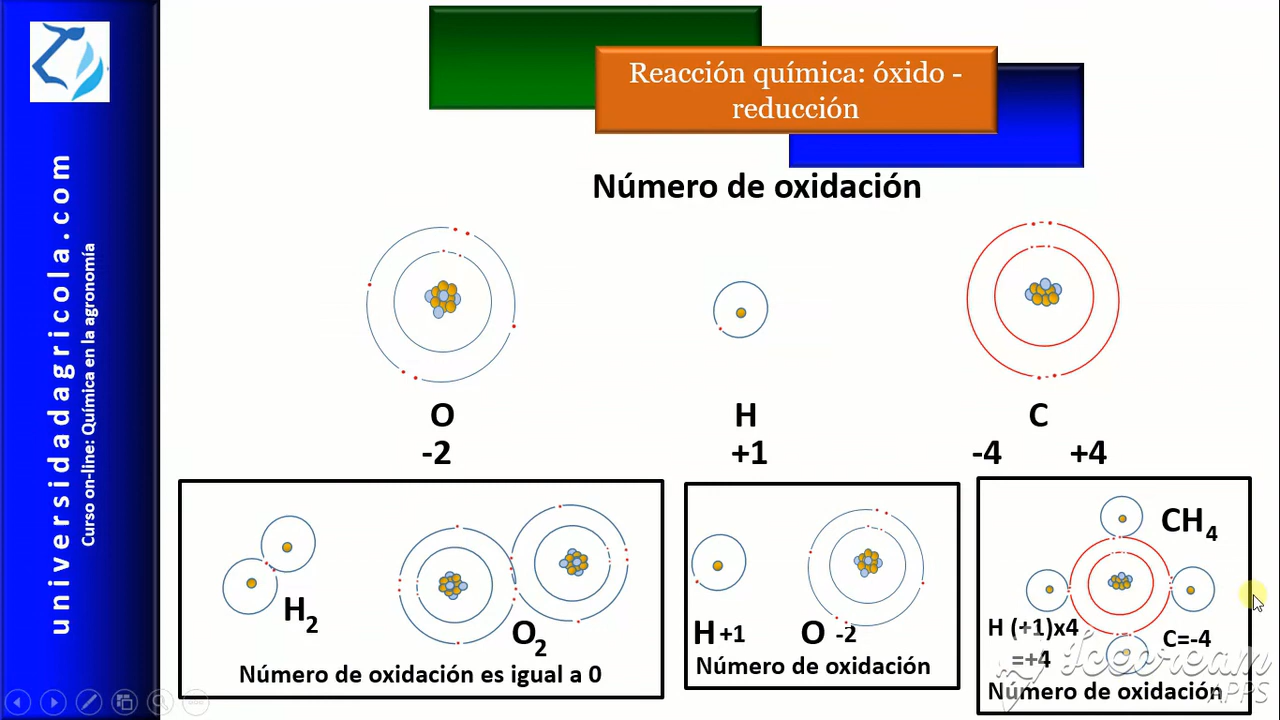 universidadagricola.com
Curso on-line: Química en la agronomía
Reacción química: óxido -
reducción
Número de oxidación
O
-2
H
+1
C
-4 +4
H2
O2
Número de oxidación es igual a 0
H +1 O -2
Número de oxidación
CH4
H (+1)x4
=+4
C=-4
Número de oxidación
Icecream
APPS